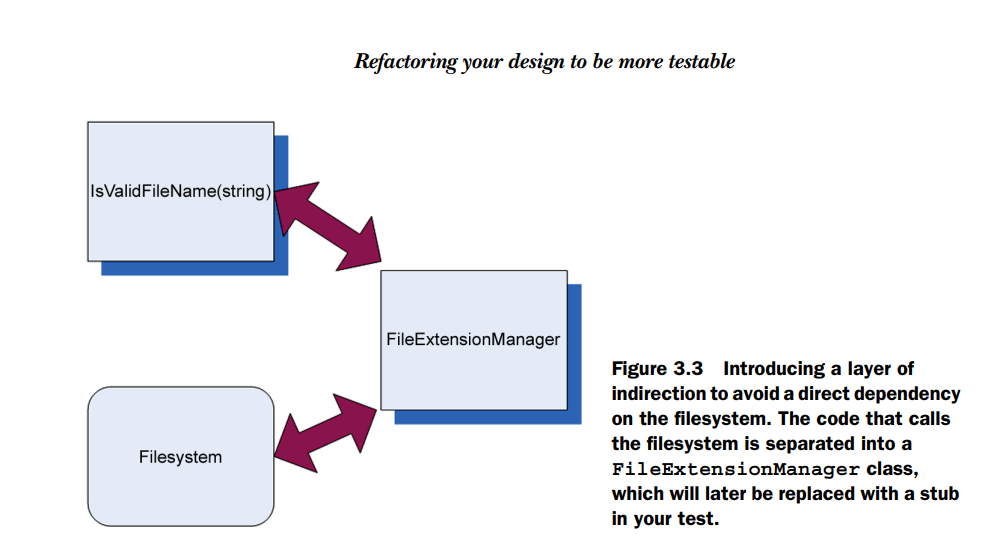 Refactoring your design to be more testable
IsValidFileName(string)
FileExtensionManager
Filesystem
Figure 3.3 Introducing a layer of
indirection to avoid a direct dependency
on the filesystem. The code that calls
the filesystem is separated into a
FileExtensionManager class,
which will later be replaced with a stub
in your test.